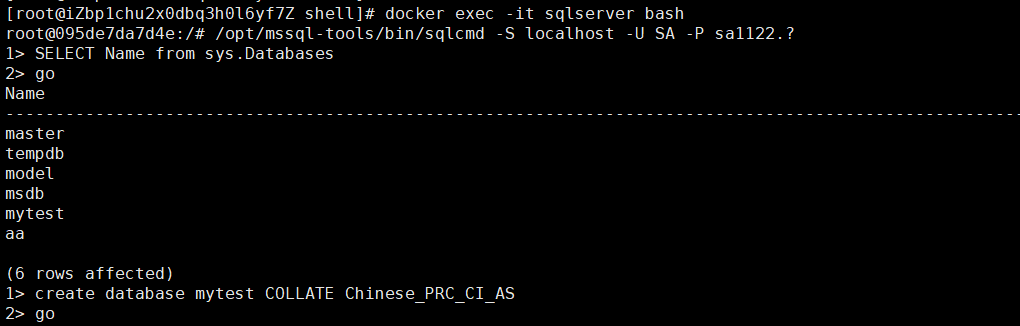 [root@iZbp1chu2x0dbq3h0l6yf7Z shell]# docker exec -it sqlserver bash
root@095de7da7d4e:/# /opt/mssql-tools/bin/sqlcmd -S localhost -U SA -P sa1122.?
1> SELECT Name from sys.Databases
2> go
Name
------------------------------------------------------------------------------------------------------
master
tempdb
model
msdb
mytest
aa
(6 rows affected)
1> create database mytest COLLATE Chinese_PRC_CI_AS
2> go